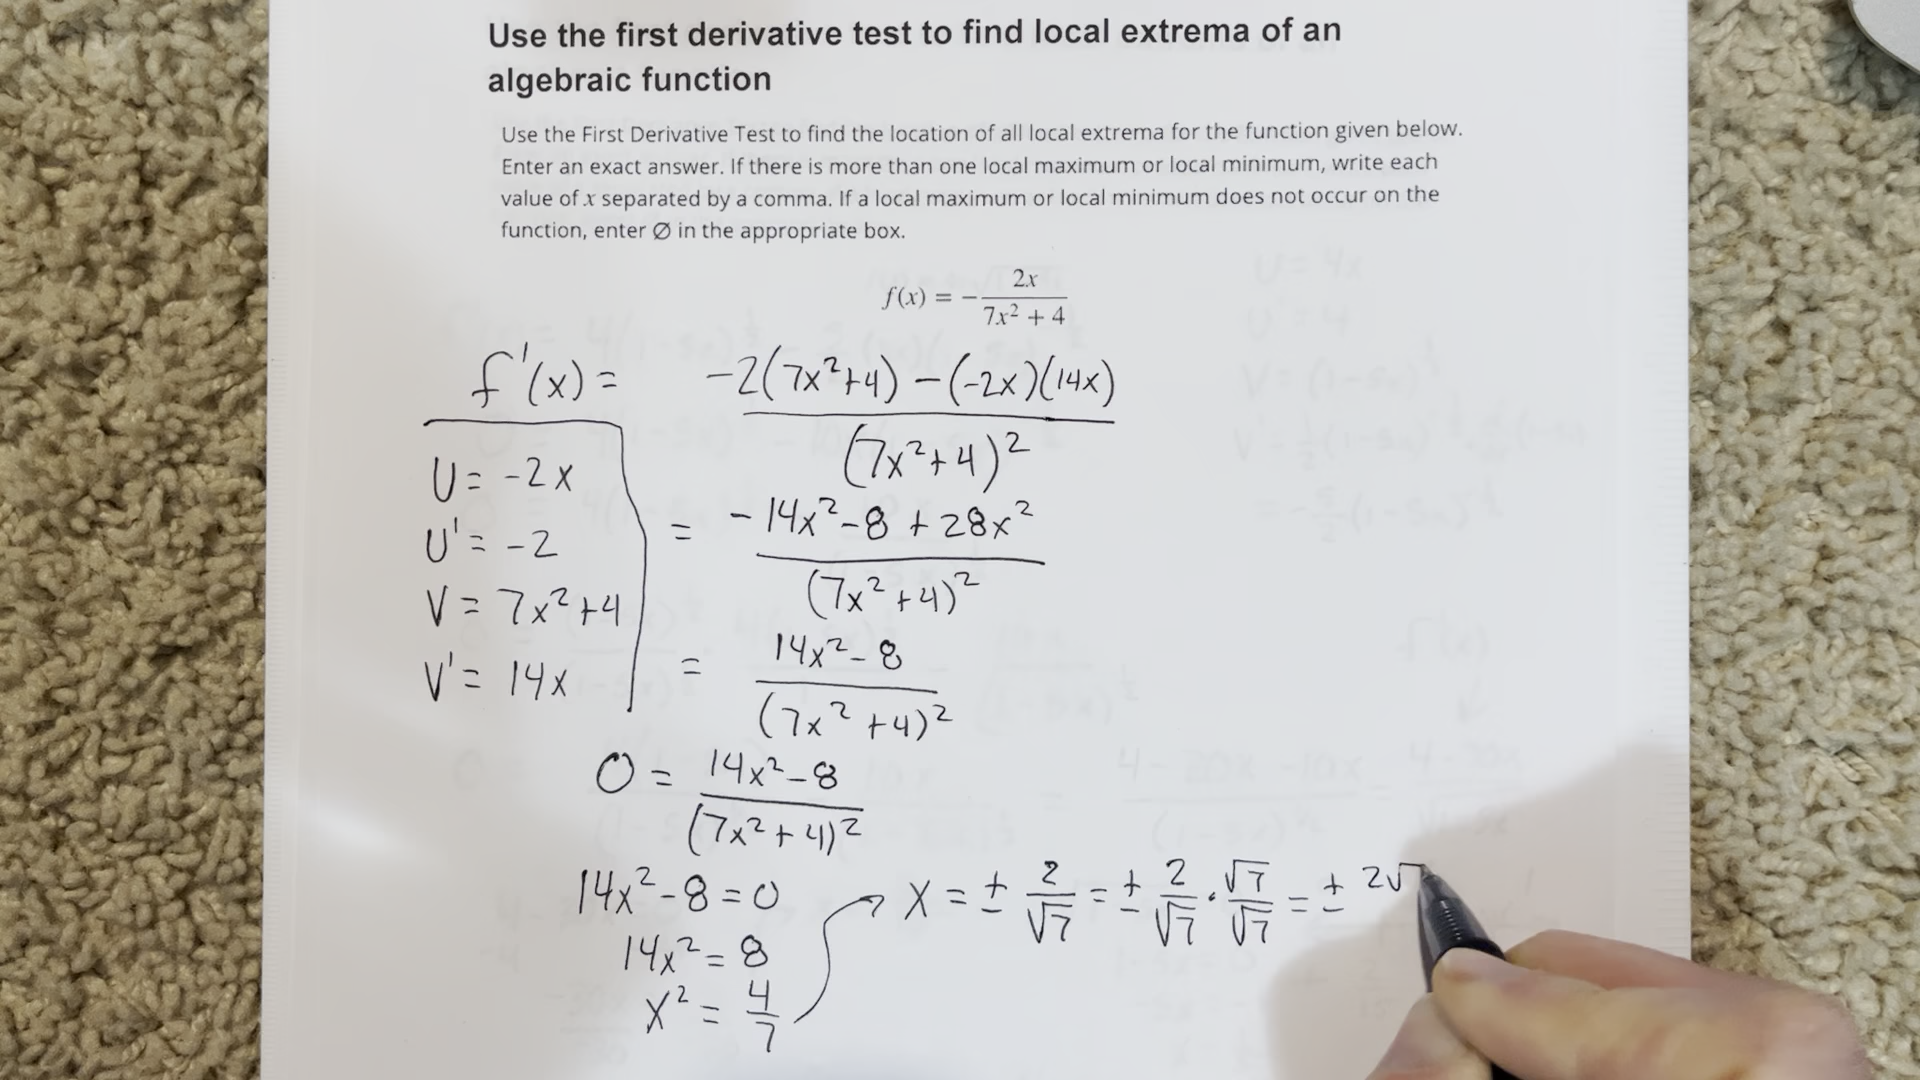 Use the first derivative test to find local extrema of an
algebraic function
Use the First Derivative Test to find the location of all local extrema for the function given below.
Enter an exact answer. If there is more than one local maximum or local minimum, write each
value of x separated by a comma. If a local maximum or local minimum does not occur on the
function, enter ∅ in the appropriate box.
f(x) = - 2x / (7x² + 4)
f'(x) = (-2(7x²+4) - (-2x)(14x)) / (7x²+4)²
U = -2x
U' = -2
V = 7x²+4
V' = 14x
= (-14x² - 8 + 28x²) / (7x²+4)²
= (14x² - 8) / (7x²+4)²
0 = (14x² - 8) / (7x²+4)²
14x² - 8 = 0
14x² = 8
x² = 4/7
x = ± 2/√7 = ± 2/√7 · √7/√7 = ± 2√